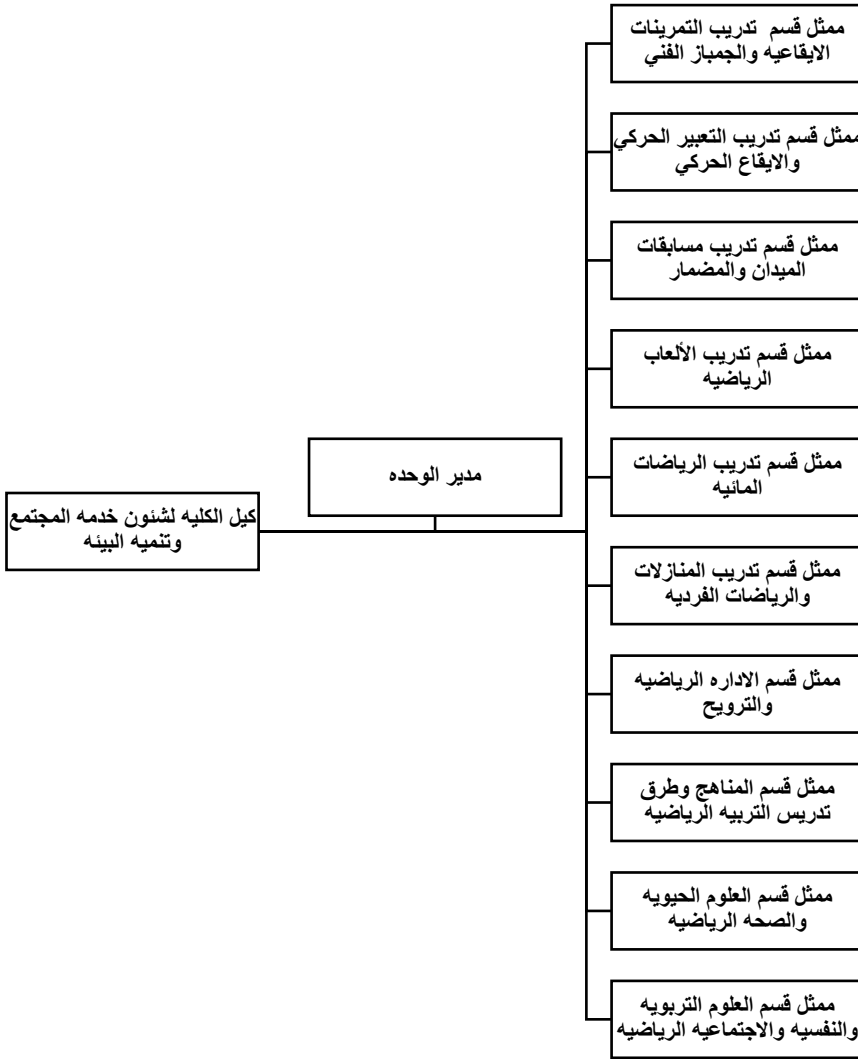 ممثل قسم تدريب التمرينات
الايقاعيه والجمباز الفني
ممثل قسم تدريب التعبير الحركي
والايقاع الحركي
ممثل قسم تدريب مسابقات
الميدان والمضمار
ممثل قسم تدريب الألعاب
الرياضيه
مدير الوحده
ممثل قسم تدريب الرياضات
المائيه
كيل الكليه لشئون خدمه المجتمع
وتنميه البيئه
ممثل قسم تدريب المنازلات
والرياضات الفرديه
ممثل قسم الاداره الرياضيه
والترويح
ممثل قسم المناهج وطرق
تدريس التربيه الرياضيه
ممثل قسم العلوم الحيويه
والصحه الرياضيه
ممثل قسم العلوم التربويه
والنفسيه والاجتماعيه الرياضيه